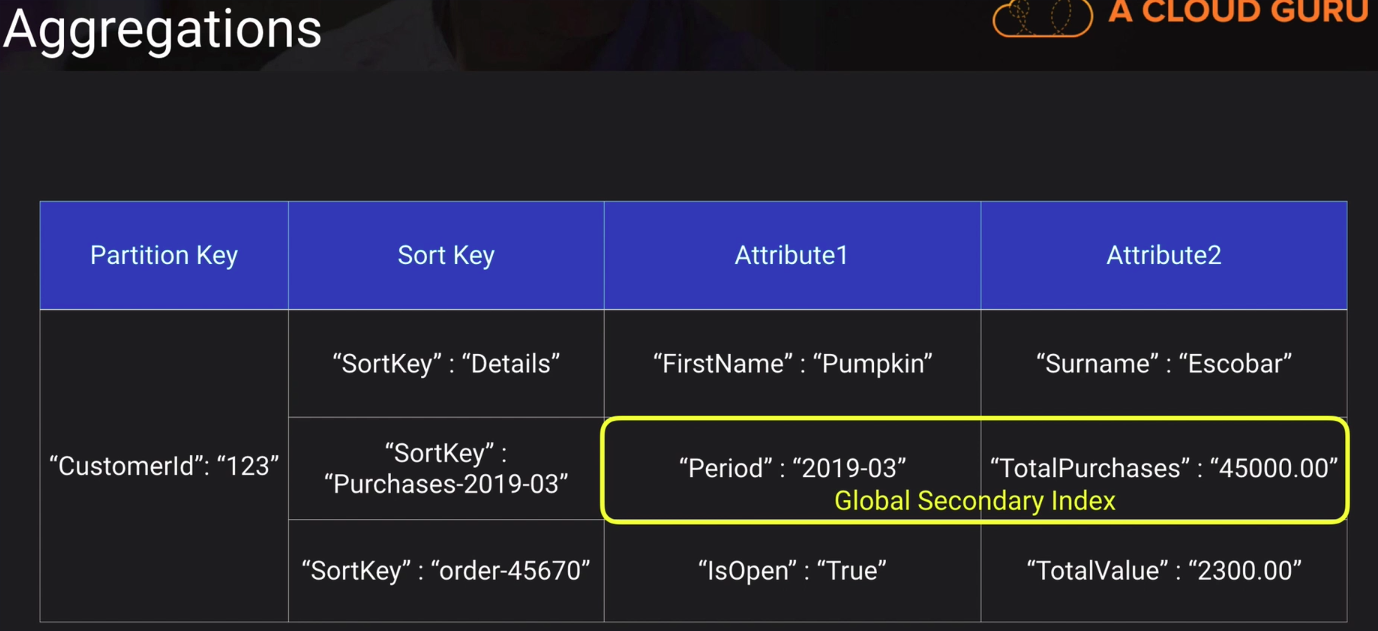 Aggregations
A CLOUD GURU
Partition Key
Sort Key
Attribute1
Attribute2
“CustomerId”: “123”
“SortKey” : “Details”
“FirstName” : “Pumpkin”
“Surname” : “Escobar”
“SortKey” :
“Purchases-2019-03”
“Period” : “2019-03”
“TotalPurchases” : “45000.00”
Global Secondary Index
“SortKey” : “order-45670”
“IsOpen” : “True”
“TotalValue” : “2300.00”